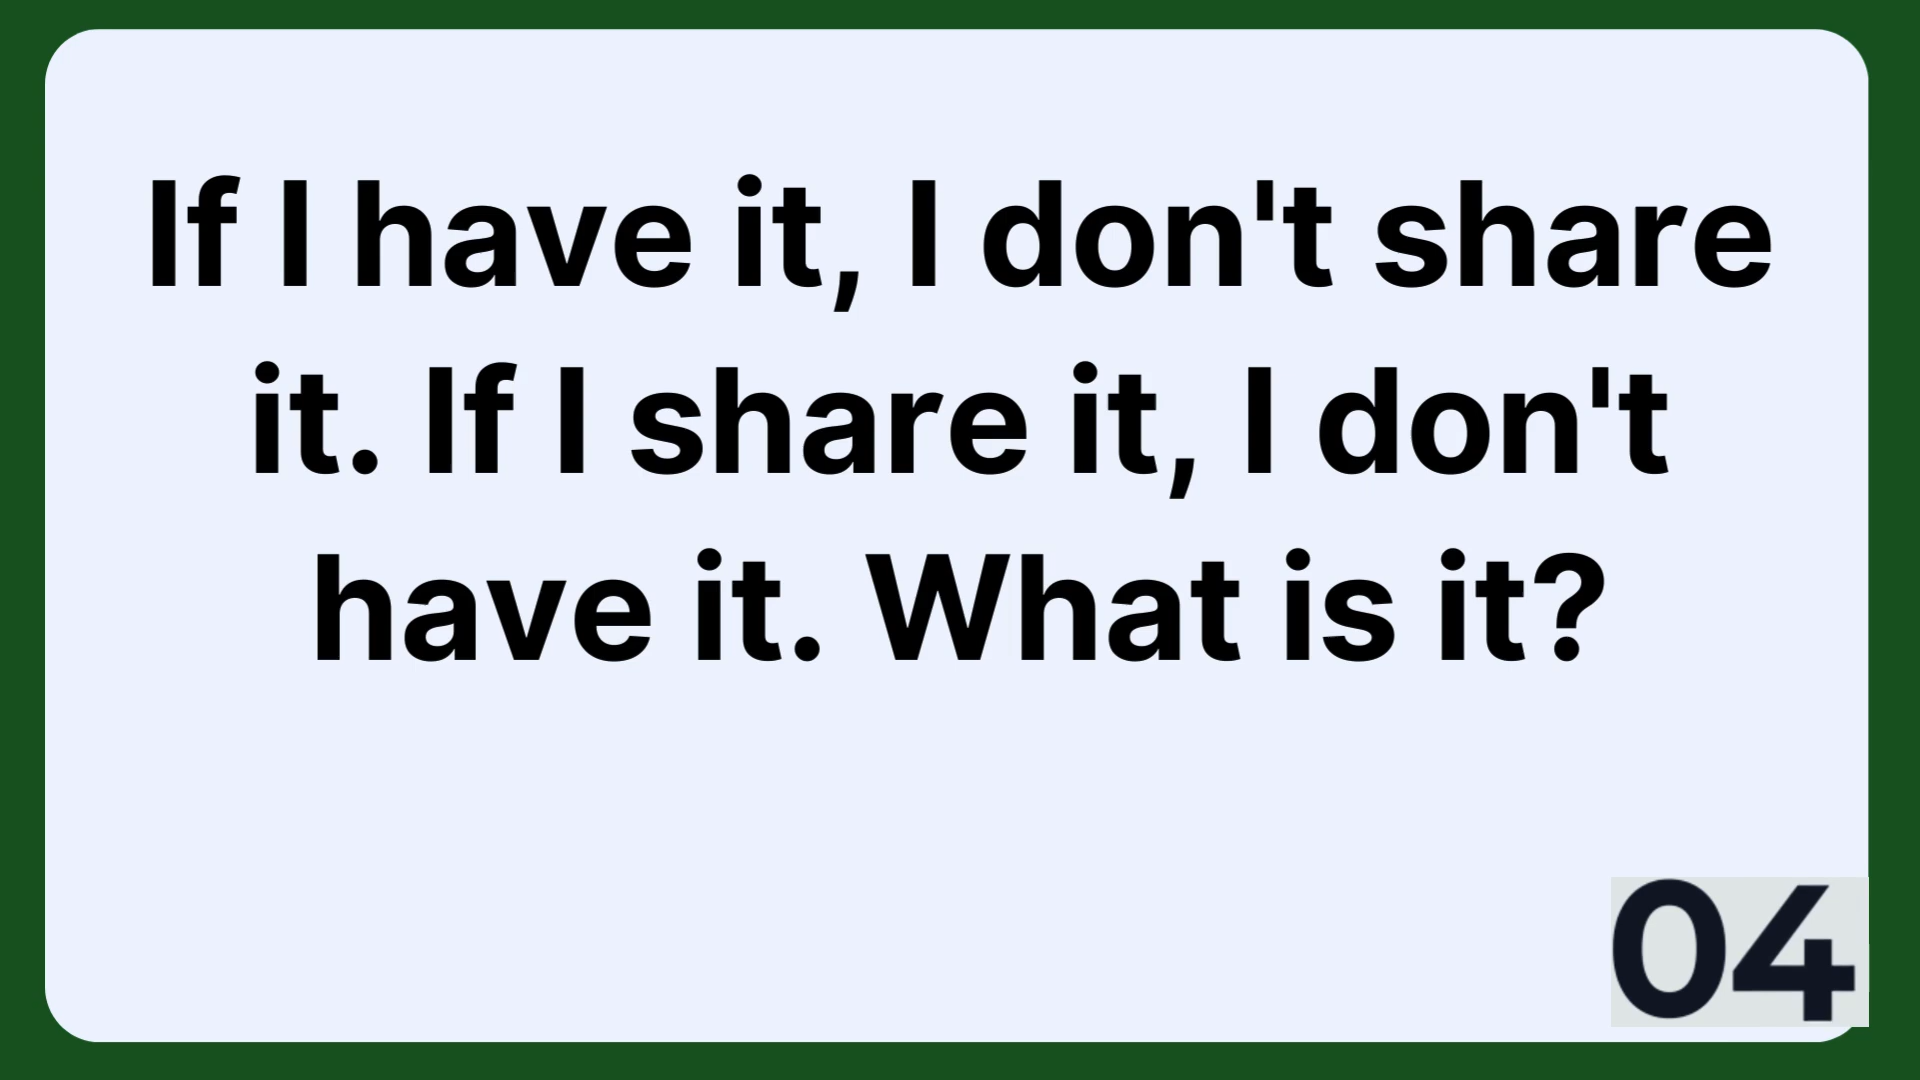 If I have it, I don't share
it. If I share it, I don't
have it. What is it?
04